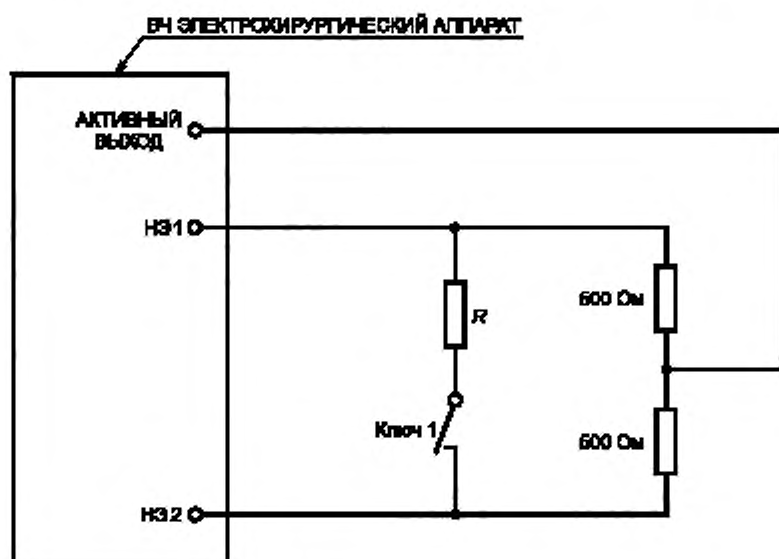 ВЧ ЭЛЕКТРОХИРУРГИЧЕСКИЙ АППАРАТ
АКТИВНЫЙ
ВЫХОД
НЭ1
500 Ом
R
Ключ 1
500 Ом
НЭ2